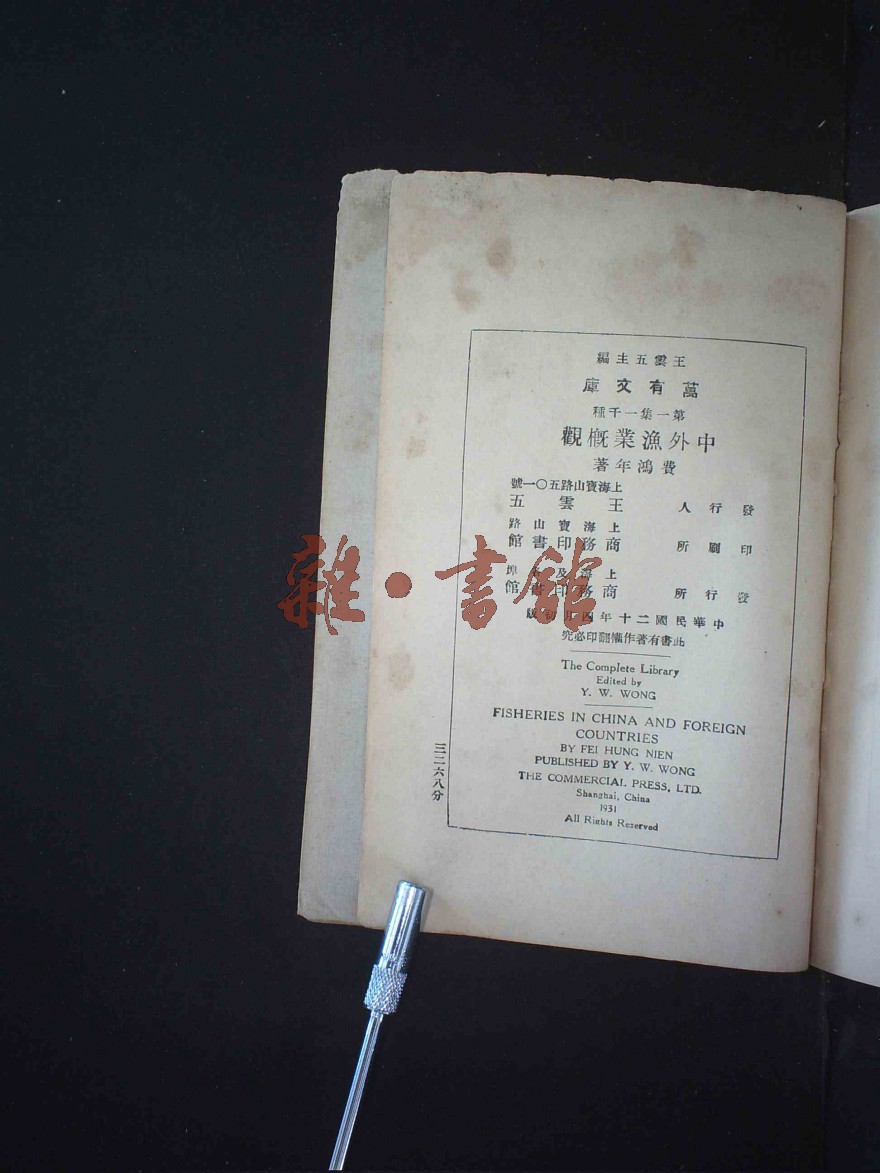 王雲五主編
萬有文庫
第一集一千種
中外漁業概觀
費鴻年著
上海寶山路五〇一號
發行人 王雲五
上海寶山路
印刷所 商務印書館
上海及埠
發行所 商務印書館
中華民國二十年四月初版
此書有著作權翻印必究
The Complete Library
Edited by
Y. W. WONG
FISHERIES IN CHINA AND FOREIGN
COUNTRIES
BY FEI HUNG NIEN
PUBLISHED BY Y. W. WONG
THE COMMERCIAL PRESS, LTD.
Shanghai, China
1931
All Rights Reserved
三二六八分
雜·書館